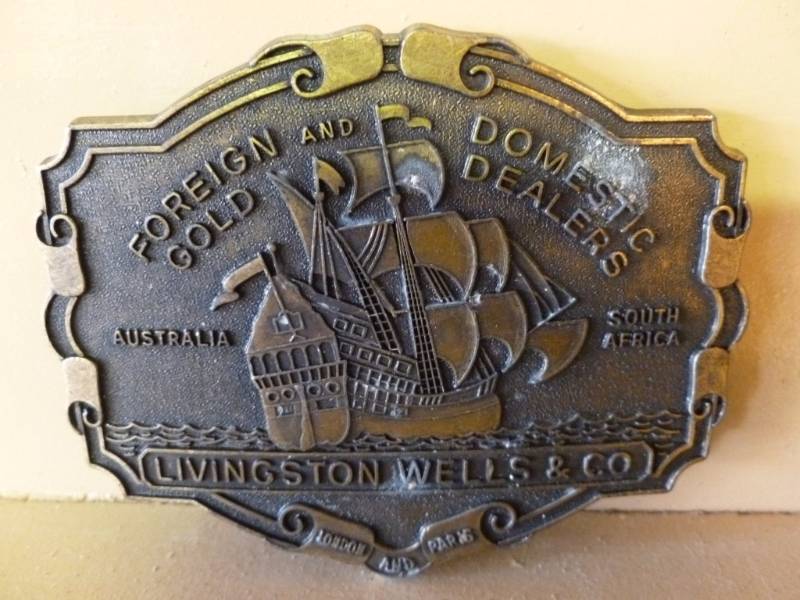 FOREIGN AND DOMESTIC
GOLD DEALERS
AUSTRALIA
SOUTH
AFRICA
LIVINGSTON WELLS & CO
LONDON AND PARIS